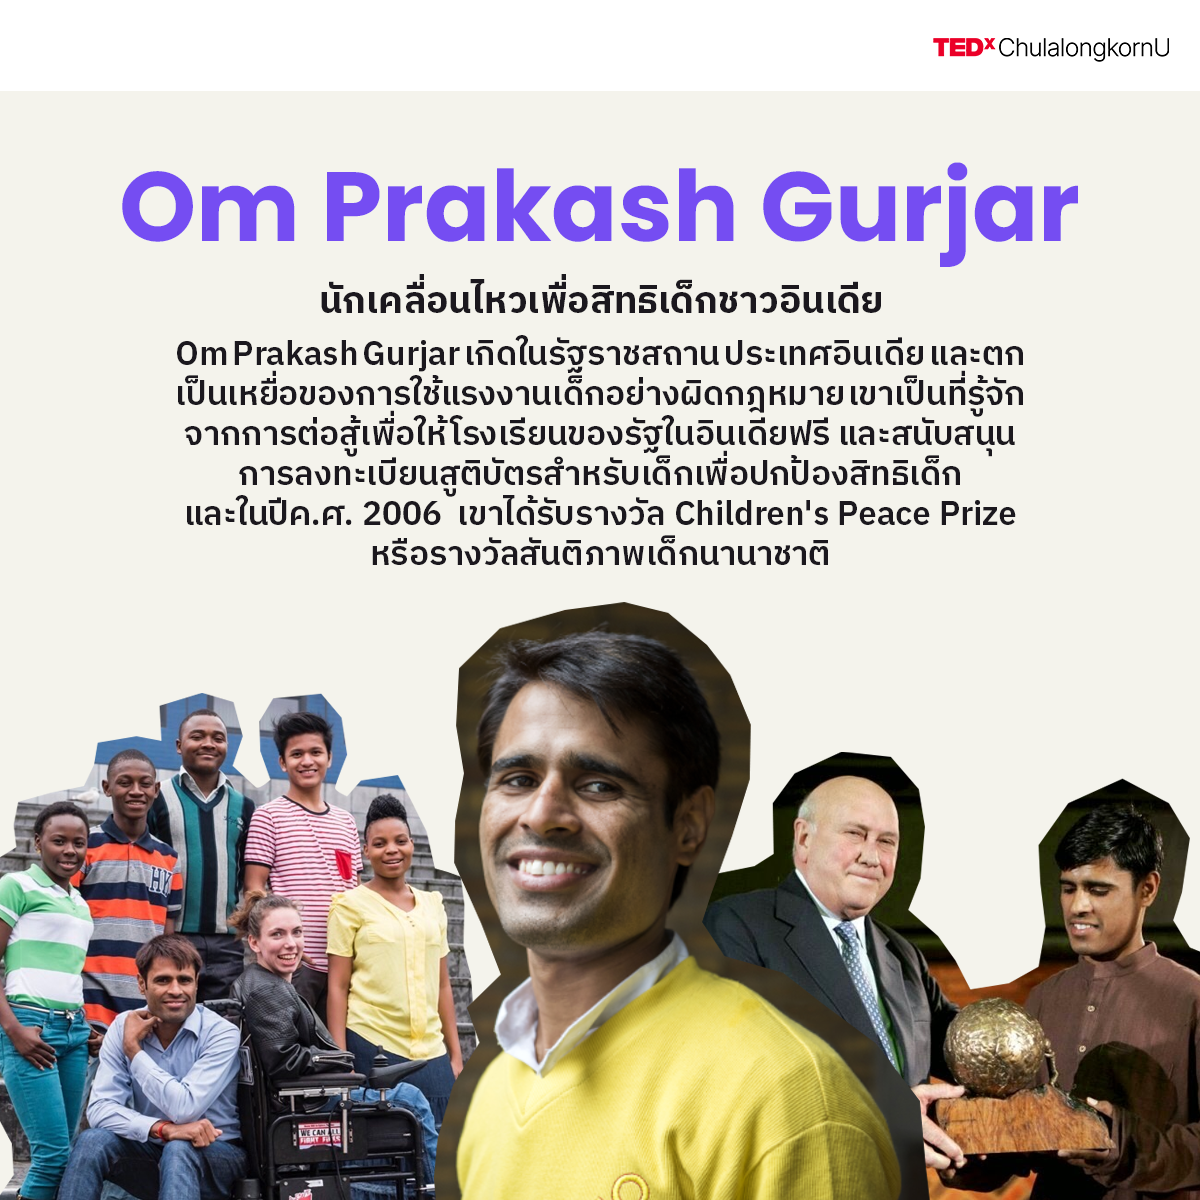 TEDxChulalongkornU
Om Prakash Gurjar
นักเคลื่อนไหวเพื่อสิทธิเด็กชาวอินเดีย
Om Prakash Gurjar เกิดในรัฐราชสถาน ประเทศอินเดีย และตก
เป็นเหยื่อของการใช้แรงงานเด็กอย่างผิดกฎหมาย เขาเป็นที่รู้จัก
จากการต่อสู้เพื่อให้โรงเรียนของรัฐในอินเดียฟรี และสนับสนุน
การลงทะเบียนสูติบัตรสำหรับเด็กเพื่อปกป้องสิทธิเด็ก
และในปีค.ศ. 2006 เขาได้รับรางวัล Children's Peace Prize
หรือรางวัลสันติภาพเด็กนานาชาติ
WE CAN ALL